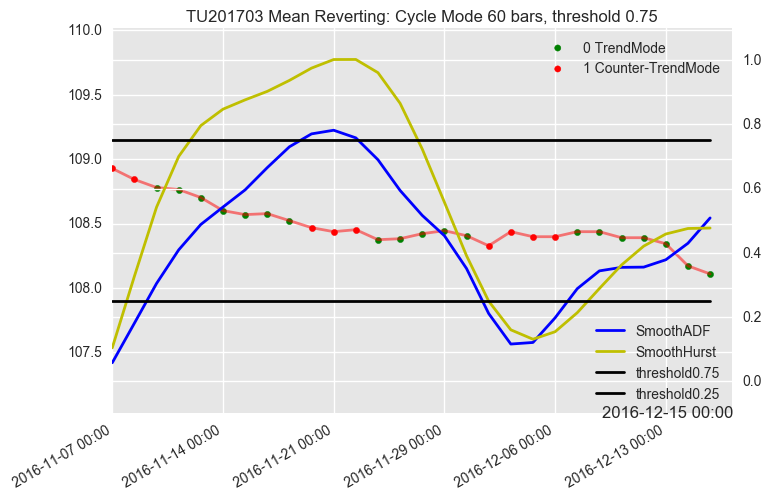 TU201703 Mean Reverting: Cycle Mode 60 bars, threshold 0.75
110.0
109.5
109.0
108.5
108.0
107.5
1.0
0.8
0.6
0.4
0.2
0.0
0 TrendMode
1 Counter-TrendMode
SmoothADF
SmoothHurst
threshold0.75
threshold0.25
2016-12-15 00:00
2016-11-07 00:00
2016-11-14 00:00
2016-11-21 00:00
2016-11-29 00:00
2016-12-06 00:00
2016-12-13 00:00